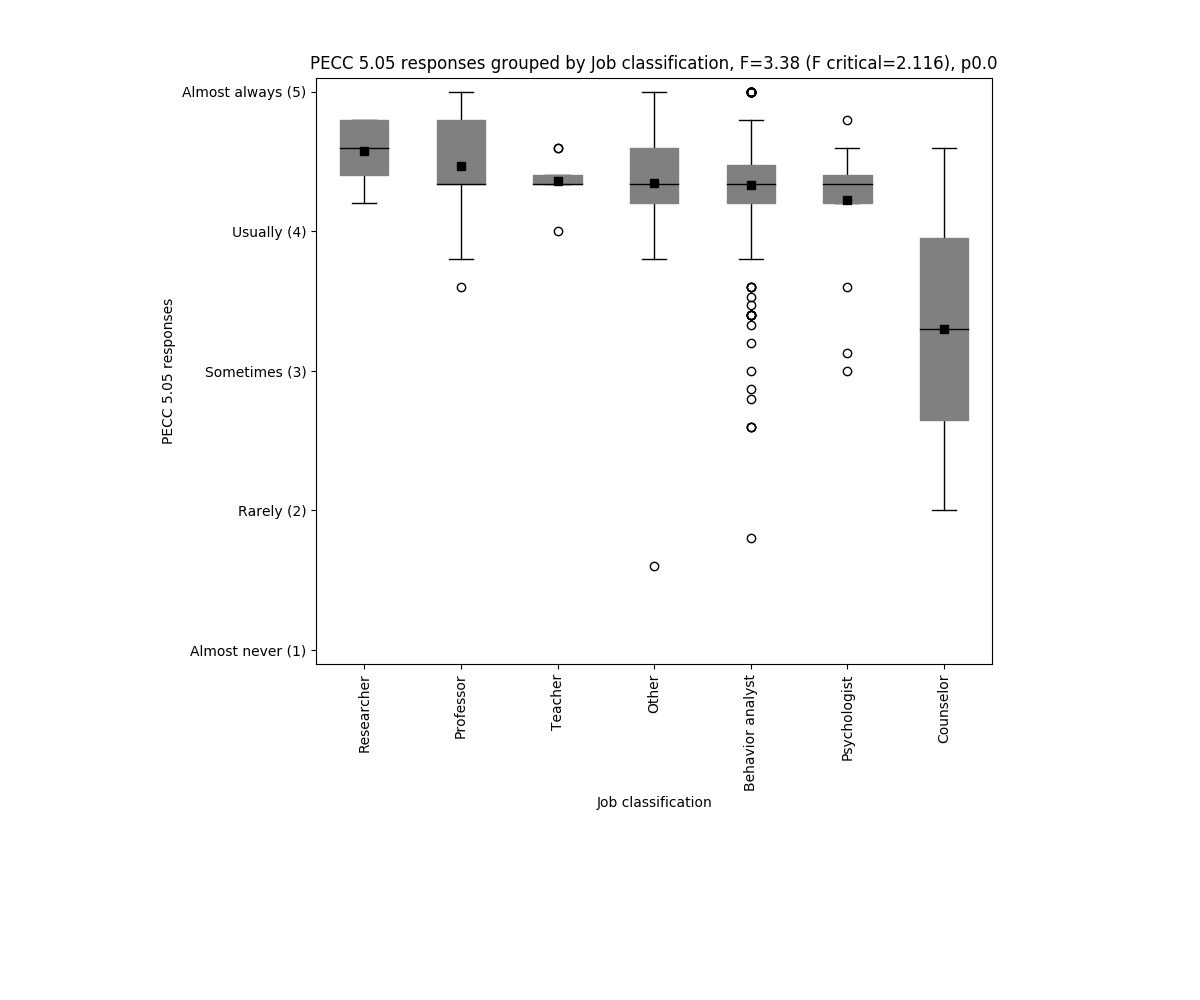 PECC 5.05 responses grouped by Job classification, F=3.38 (F critical=2.116), p0.0
Almost always (5)
Usually (4)
Sometimes (3)
Rarely (2)
Almost never (1)
PECC 5.05 responses
Researcher
Professor
Teacher
Other
Behavior analyst
Psychologist
Counselor
Job classification